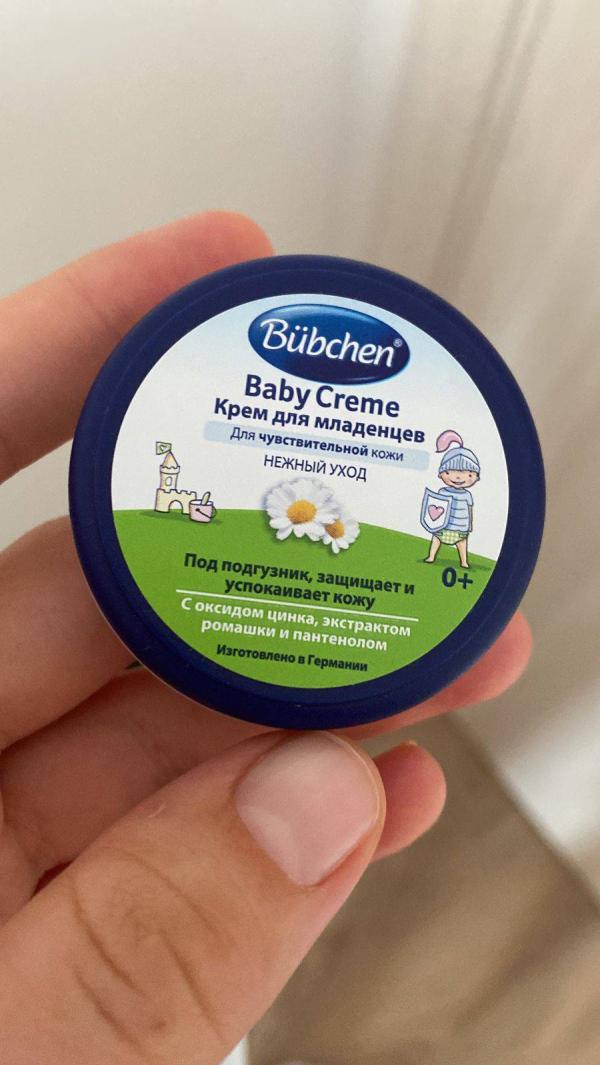 Bübchen®
Baby Creme
Крем для младенцев
Для чувствительной кожи
НЕЖНЫЙ УХОД
0+
Под подгузник, защищает и
успокаивает кожу
С оксидом цинка, экстрактом
ромашки и пантенолом
Изготовлено в Германии